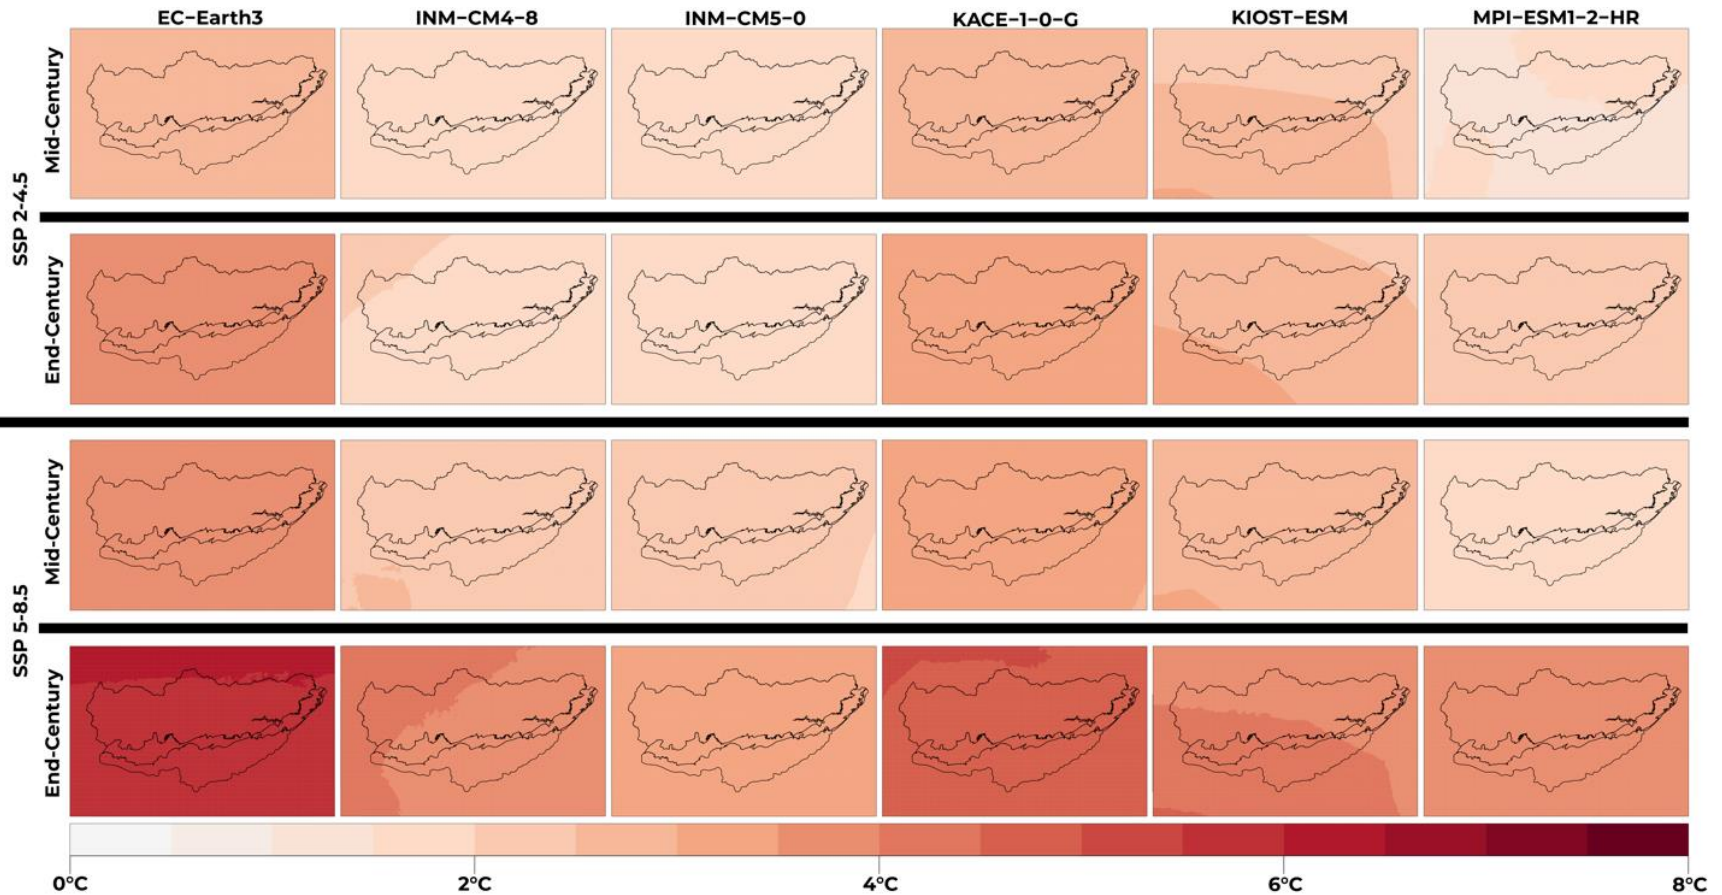 EC-Earth3 INM-CM4-8 INM-CM5-0 KACE-1-0-G KIOST-ESM MPI-ESM1-2-HR
SSP 2-4.5
Mid-Century
End-Century
SSP 5-8.5
Mid-Century
End-Century
0°C 2°C 4°C 6°C 8°C